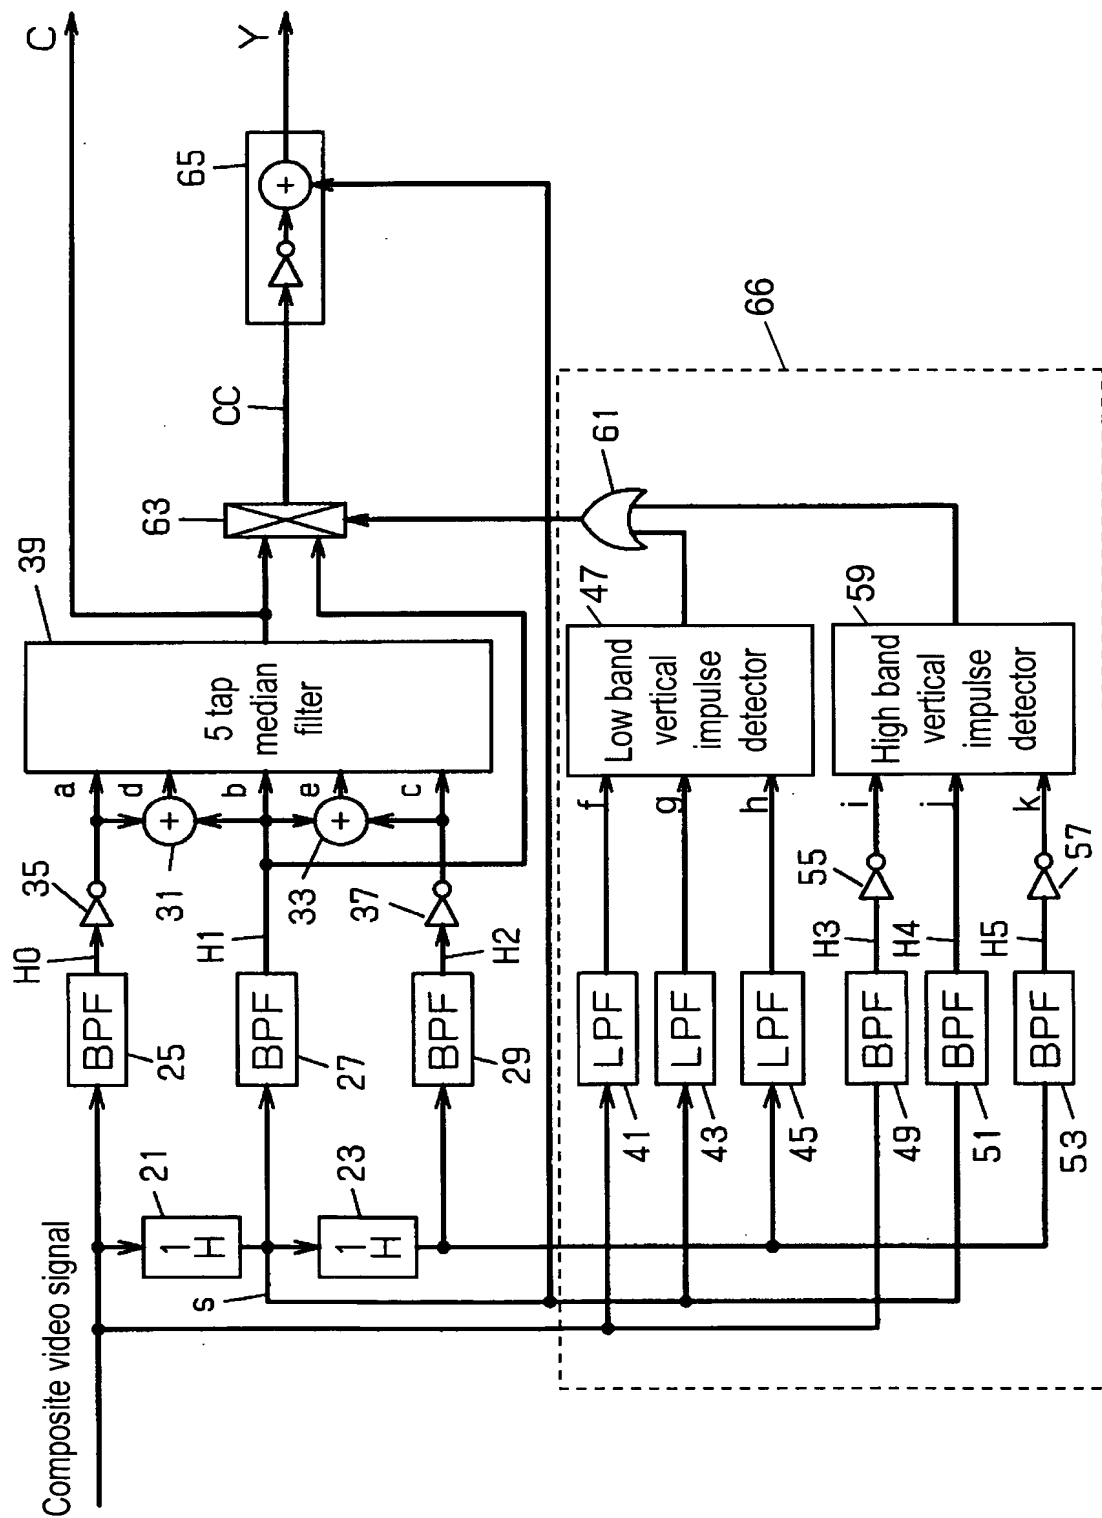 Composite video signal
21
1H
23
1H
s
BPF
25
BPF
27
BPF
29
H0
H1
H2
35
37
31
+
33
+
a
d
b
e
c
5 tap
median
filter
39
63
CC
65
+
C
Y
LPF
41
LPF
43
LPF
45
BPF
49
BPF
51
BPF
53
H3
H4
H5
55
57
f
g
h
i
j
k
Low band
vertical
impulse
detector
47
High band
vertical
impulse
detector
59
61
66